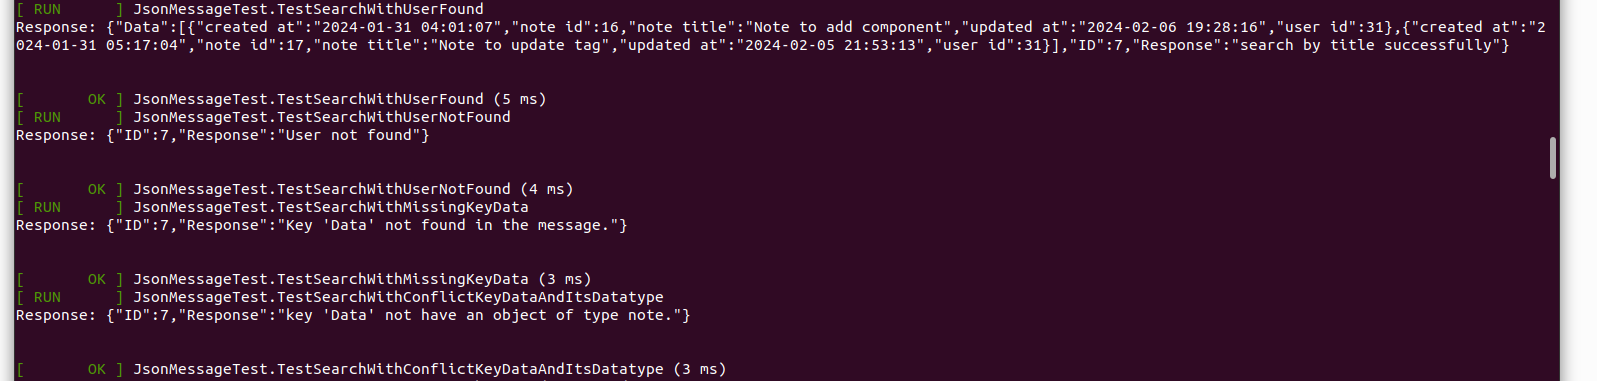 [ RUN      ] JsonMessageTest.TestSearchWithUserFound
Response: {"Data":[{"created at":"2024-01-31 04:01:07","note id":16,"note title":"Note to add component","updated at":"2024-02-06 19:28:16","user id":31},{"created at":"2
024-01-31 05:17:04","note id":17,"note title":"Note to update tag","updated at":"2024-02-05 21:53:13","user id":31}],"ID":7,"Response":"search by title successfully"}
[       OK ] JsonMessageTest.TestSearchWithUserFound (5 ms)
[ RUN      ] JsonMessageTest.TestSearchWithUserNotFound
Response: {"ID":7,"Response":"User not found"}
[       OK ] JsonMessageTest.TestSearchWithUserNotFound (4 ms)
[ RUN      ] JsonMessageTest.TestSearchWithMissingKeyData
Response: {"ID":7,"Response":"Key 'Data' not found in the message."}
[       OK ] JsonMessageTest.TestSearchWithMissingKeyData (3 ms)
[ RUN      ] JsonMessageTest.TestSearchWithConflictKeyDataAndItsDatatype
Response: {"ID":7,"Response":"key 'Data' not have an object of type note."}
[       OK ] JsonMessageTest.TestSearchWithConflictKeyDataAndItsDatatype (3 ms)